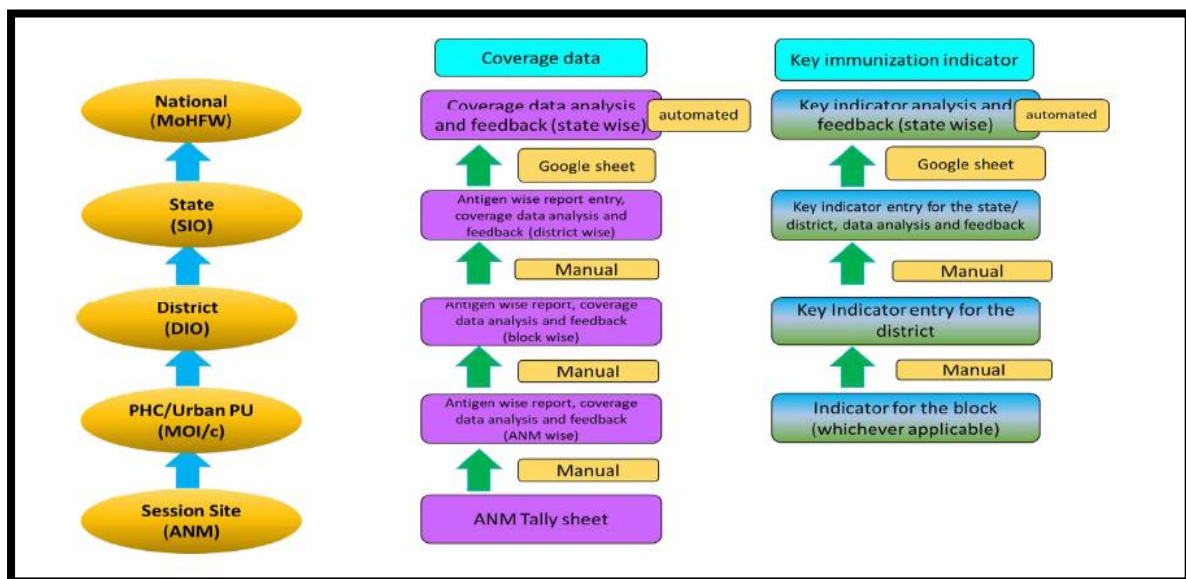 National
(MoHFW)
State
(SIO)
District
(DIO)
PHC/Urban PU
(MOI/c)
Session Site
(ANM)
Coverage data
Coverage data analysis
and feedback (state wise)
automated
Google sheet
Antigen wise report entry,
coverage data analysis and
feedback (district wise)
Manual
Antigen wise report, coverage
data analysis and feedback
(block wise)
Manual
Antigen wise report, coverage
data analysis and feedback
(ANM wise)
Manual
ANM Tally sheet
Key immunization indicator
Key indicator analysis and
feedback (state wise)
automated
Google sheet
Key indicator entry for the state/
district, data analysis and feedback
Manual
Key Indicator entry for the
district
Manual
Indicator for the block
(whichever applicable)